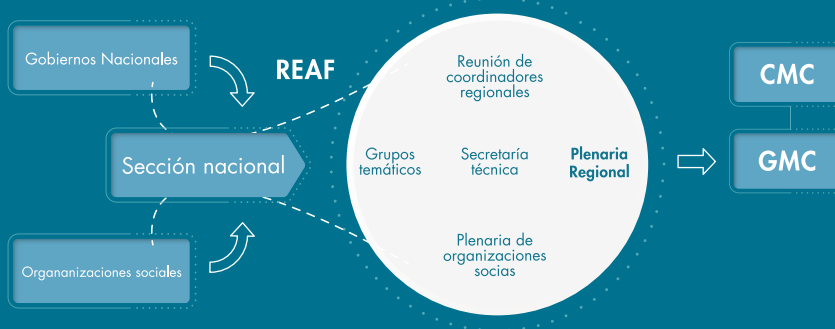 Gobiernos Nacionales
Sección nacional
Organanizaciones sociales
REAF
Reunión de
coordinadores
regionales
Grupos
temáticos
Secretaría
técnica
Plenaria
Regional
Plenaria de
organizaciones
socias
CMC
GMC